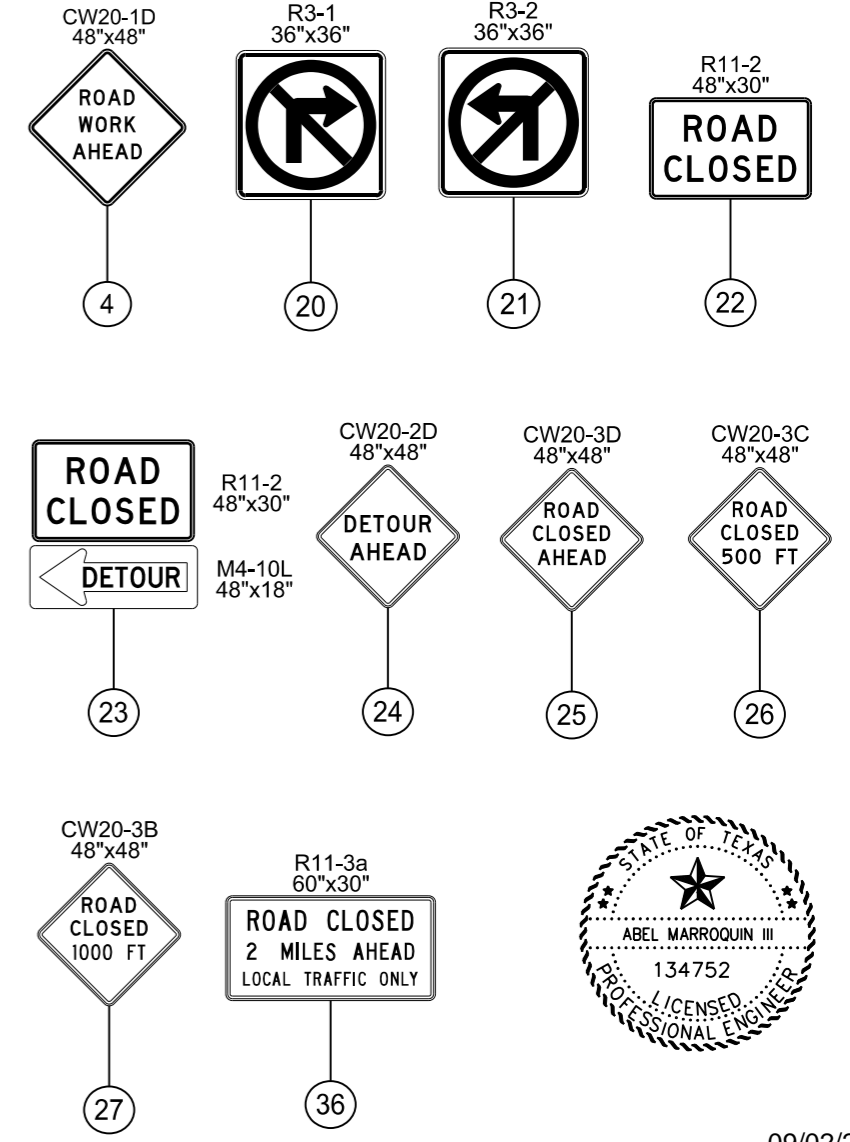 CW20-1D
48"x48"
ROAD
WORK
AHEAD
4
R3-1
36"x36"
20
R3-2
36"x36"
21
R11-2
48"x30"
ROAD
CLOSED
22
ROAD
CLOSED
R11-2
48"x30"
DETOUR
M4-10L
48"x18"
23
CW20-2D
48"x48"
DETOUR
AHEAD
24
CW20-3D
48"x48"
ROAD
CLOSED
AHEAD
25
CW20-3C
48"x48"
ROAD
CLOSED
500 FT
26
CW20-3B
48"x48"
ROAD
CLOSED
1000 FT
27
R11-3a
60"x30"
ROAD CLOSED
2 MILES AHEAD
LOCAL TRAFFIC ONLY
36
STATE OF TEXAS
ABEL MARROQUIN III
134752
LICENSED
PROFESSIONAL ENGINEER